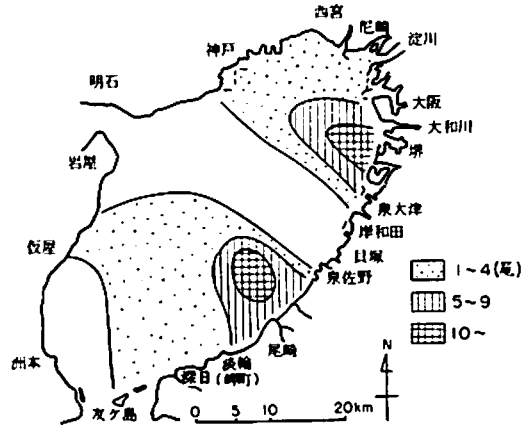 西宮
尼崎
淀川
神戸
明石
大阪
大和川
堺
岩屋
泉大津
岸和田
貝塚
泉佐野
仮屋
1~4(尾)
5~9
10~
尾崎
淡輪
洲本
深日(岬町)
友ケ島
N
0 5 10 20km